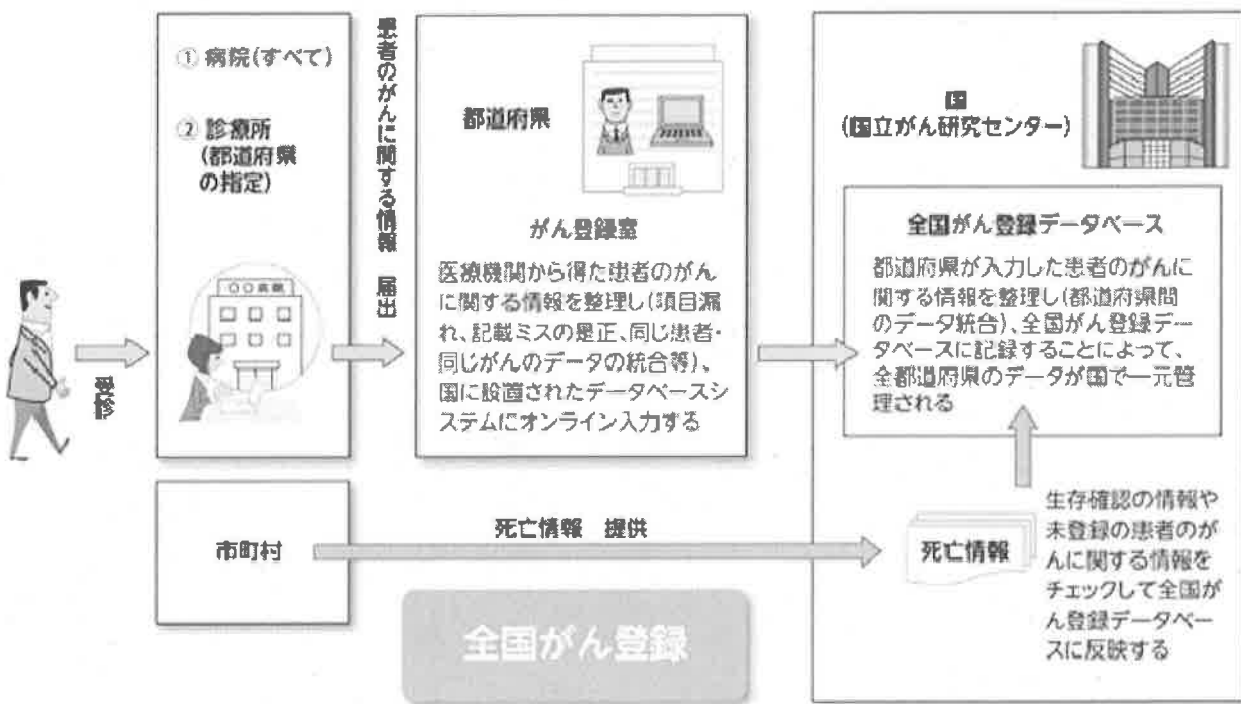 ① 病院(すべて)
② 診療所
(都道府県
の指定)
〇〇病院
受診
患者のがんに関する情報 届出
都道府県
がん登録室
医療機関から得た患者のがん
に関する情報を整理し(項目漏
れ、記載ミスの是正、同じ患者・
同じがんのデータの統合等)、
国に設置されたデータベースシ
ステムにオンライン入力する
国
(国立がん研究センター)
全国がん登録データベース
都道府県が入力した患者のがんに
関する情報を整理し(都道府県間
のデータ統合)、全国がん登録デー
タベースに記録することによって、
全都道府県のデータが国で一元管
理される
市町村
死亡情報 提供
死亡情報
生存確認の情報や
未登録の患者のが
んに関する情報を
チェックして全国が
ん登録データベー
スに反映する
全国がん登録